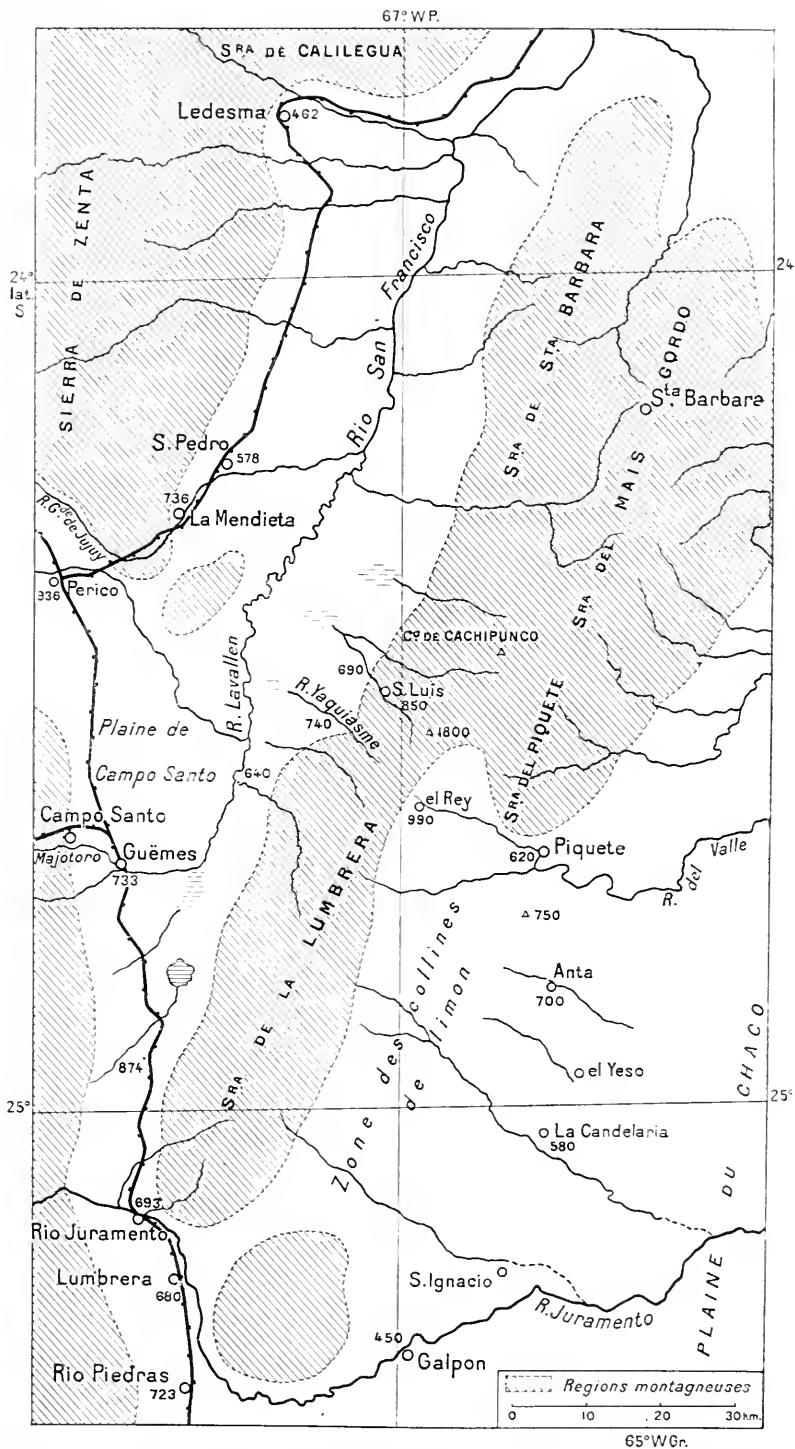 67° W P.
SRA DE CALILEGUA
Ledesma
462
SIERRA DE ZENTA
24°
lat.
S
24
Rio San Francisco
SRA DE STA BARBARA
SRA DEL MAIS GORDO
Sta. Barbara
S. Pedro
578
736
La Mendieta
R. Gde. de Jujuy
936
Perico
R. Lavallen
Co. DE CACHIPUNCO
690
S. Luis
850
R. Yaquiasme
740
1800
SRA DEL PIQUETE
Plaine de
Campo Santo
640
el Rey
990
Campo Santo
Majotoro
Guëmes
733
620
Piquete
R. del Valle
SRA DE LA LUMBRERA
750
Anta
700
Zone des collines
de limon
el Yeso
874
25°
25°
La Candelaria
580
PLAINE DU CHACO
693
Rio Juramento
Lumbrera
680
S. Ignacio
R. Juramento
450
Galpon
Rio Piedras
723
Regions montagneuses
0 10 20 30 km.
65° W Gr.